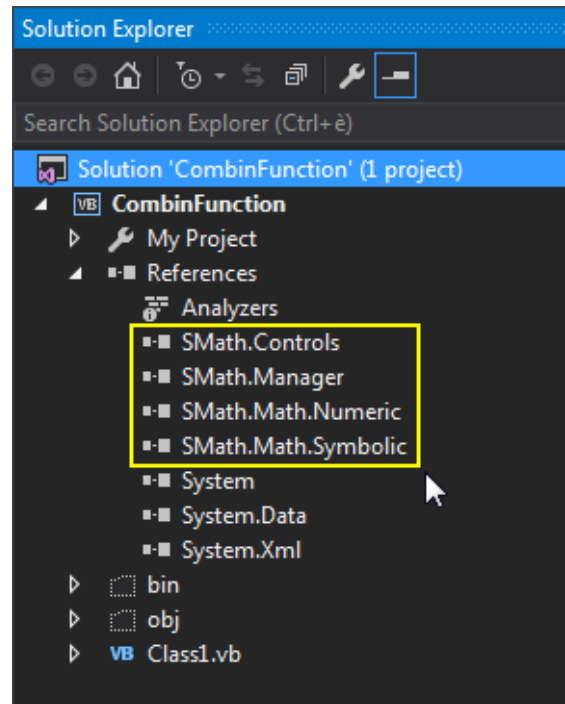 Solution Explorer
Search Solution Explorer (Ctrl+è)
Solution 'CombinFunction' (1 project)
VB CombinFunction
My Project
References
Analyzers
SMath.Controls
SMath.Manager
SMath.Math.Numeric
SMath.Math.Symbolic
System
System.Data
System.Xml
bin
obj
VB Class1.vb